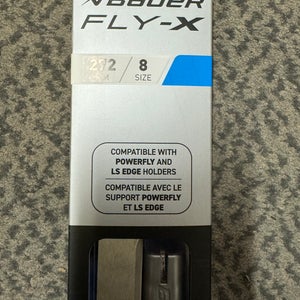 BAUER
FLY-X
272 / 8
MM SIZE
COMPATIBLE WITH
POWERFLY AND
LS EDGE HOLDERS
COMPATIBLE AVEC LE
SUPPORT POWERFLY
ET LS EDGE